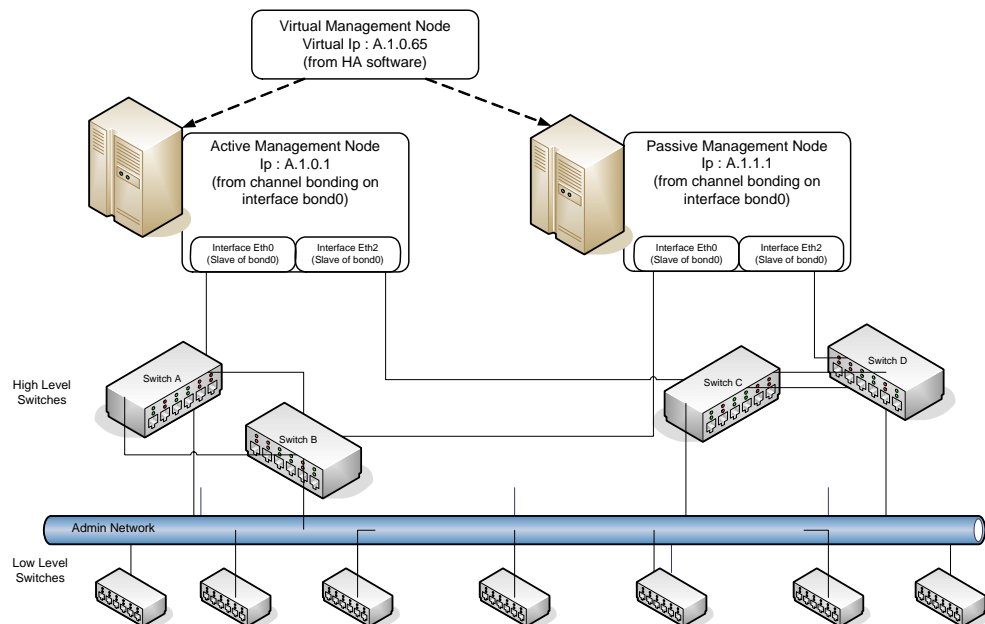 Virtual Management Node
Virtual Ip : A.1.0.65
(from HA software)
Active Management Node
Ip : A.1.0.1
(from channel bonding on
interface bond0)
Interface Eth0
(Slave of bond0)
Interface Eth2
(Slave of bond0)
Passive Management Node
Ip : A.1.1.1
(from channel bonding on
interface bond0)
Interface Eth0
(Slave of bond0)
Interface Eth2
(Slave of bond0)
High Level
Switches
Switch A
Switch B
Switch C
Switch D
Admin Network
Low Level
Switches